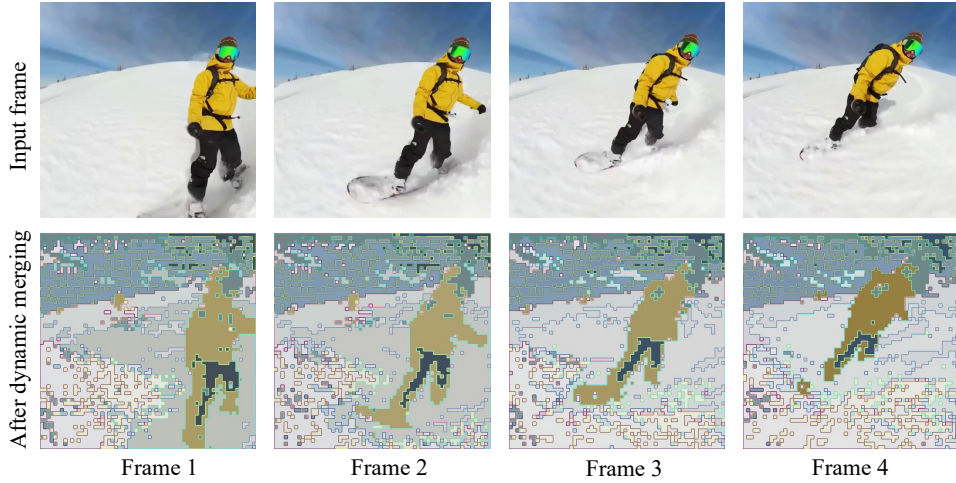 Input frame
After dynamic merging
Frame 1
Frame 2
Frame 3
Frame 4